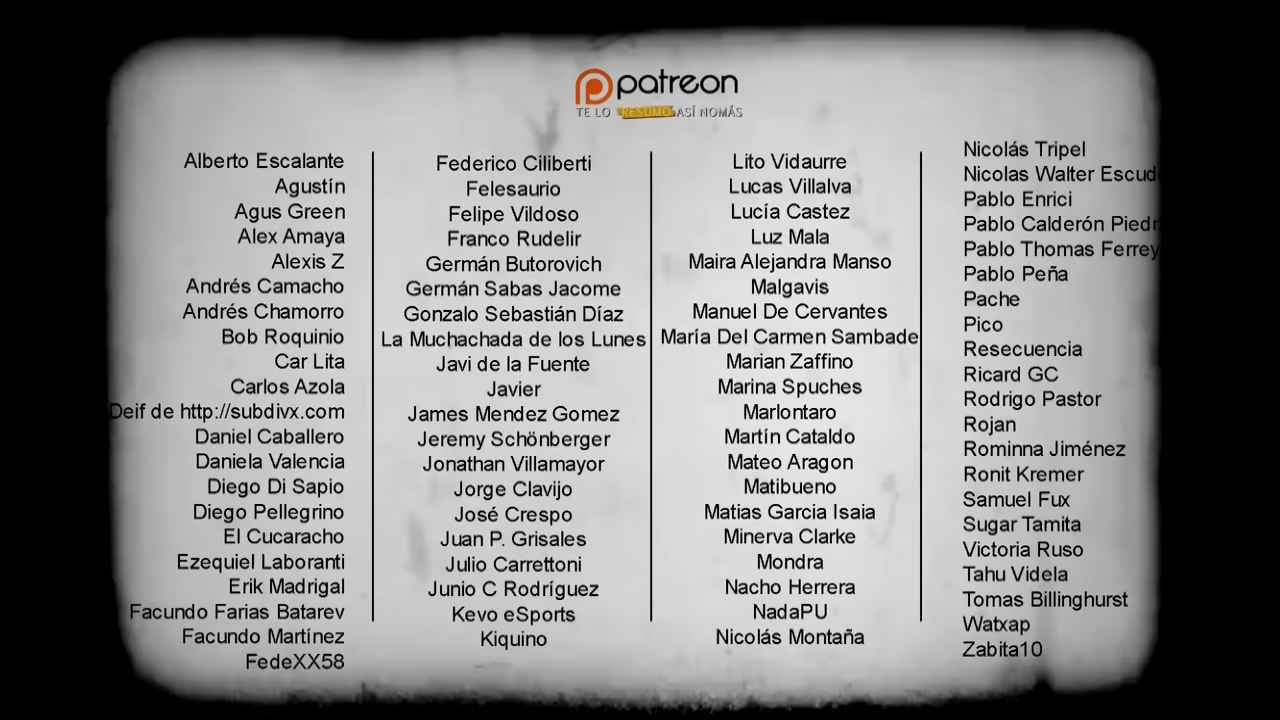 patreon
TE LO RESUMO ASÍ NOMÁS
Alberto Escalante
Agustín
Agus Green
Alex Amaya
Alexis Z
Andrés Camacho
Andrés Chamorro
Bob Roquinio
Car Lita
Carlos Azola
Deif de http://subdivx.com
Daniel Caballero
Daniela Valencia
Diego Di Sapio
Diego Pellegrino
El Cucaracho
Ezequiel Laboranti
Erik Madrigal
Facundo Farias Batarev
Facundo Martínez
FedeXX58
Federico Ciliberti
Felesaurio
Felipe Vildoso
Franco Rudelir
Germán Butorovich
Germán Sabas Jacome
Gonzalo Sebastián Díaz
La Muchachada de los Lunes
Javi de la Fuente
Javier
James Mendez Gomez
Jeremy Schönberger
Jonathan Villamayor
Jorge Clavijo
José Crespo
Juan P. Grisales
Julio Carrettoni
Junio C Rodríguez
Kevo eSports
Kiquino
Lito Vidaurre
Lucas Villalva
Lucía Castez
Luz Mala
Maira Alejandra Manso
Malgavis
Manuel De Cervantes
María Del Carmen Sambade
Marian Zaffino
Marina Spuches
Marlontaro
Martín Cataldo
Mateo Aragon
Matibueno
Matias Garcia Isaia
Minerva Clarke
Mondra
Nacho Herrera
NadaPU
Nicolás Montaña
Nicolás Tripel
Nicolas Walter
Pablo Enrici
Pablo Calderón
Pablo Thomas
Pablo Peña
Pache
Pico
Resecuencia
Ricard GC
Rodrigo Pastor
Rojan
Rominna Jiménez
Ronit Kremer
Samuel Fux
Sugar Tamita
Victoria Ruso
Tahu Videla
Tomas Billinghurst
Watxap
Zabita10